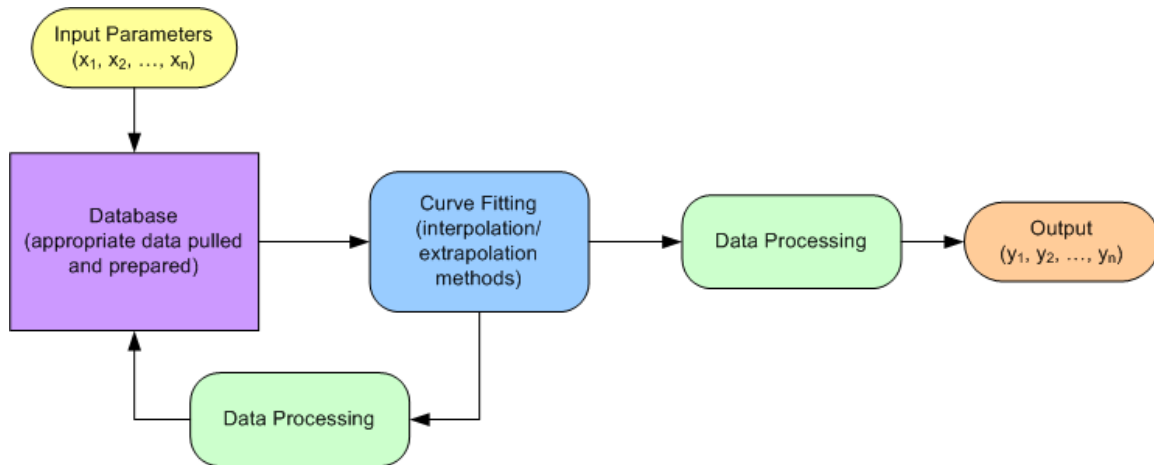 Input Parameters
(x₁, x₂, …, xₙ)
Database
(appropriate data pulled
and prepared)
Curve Fitting
(interpolation/
extrapolation
methods)
Data Processing
Output
(y₁, y₂, …, yₙ)
Data Processing